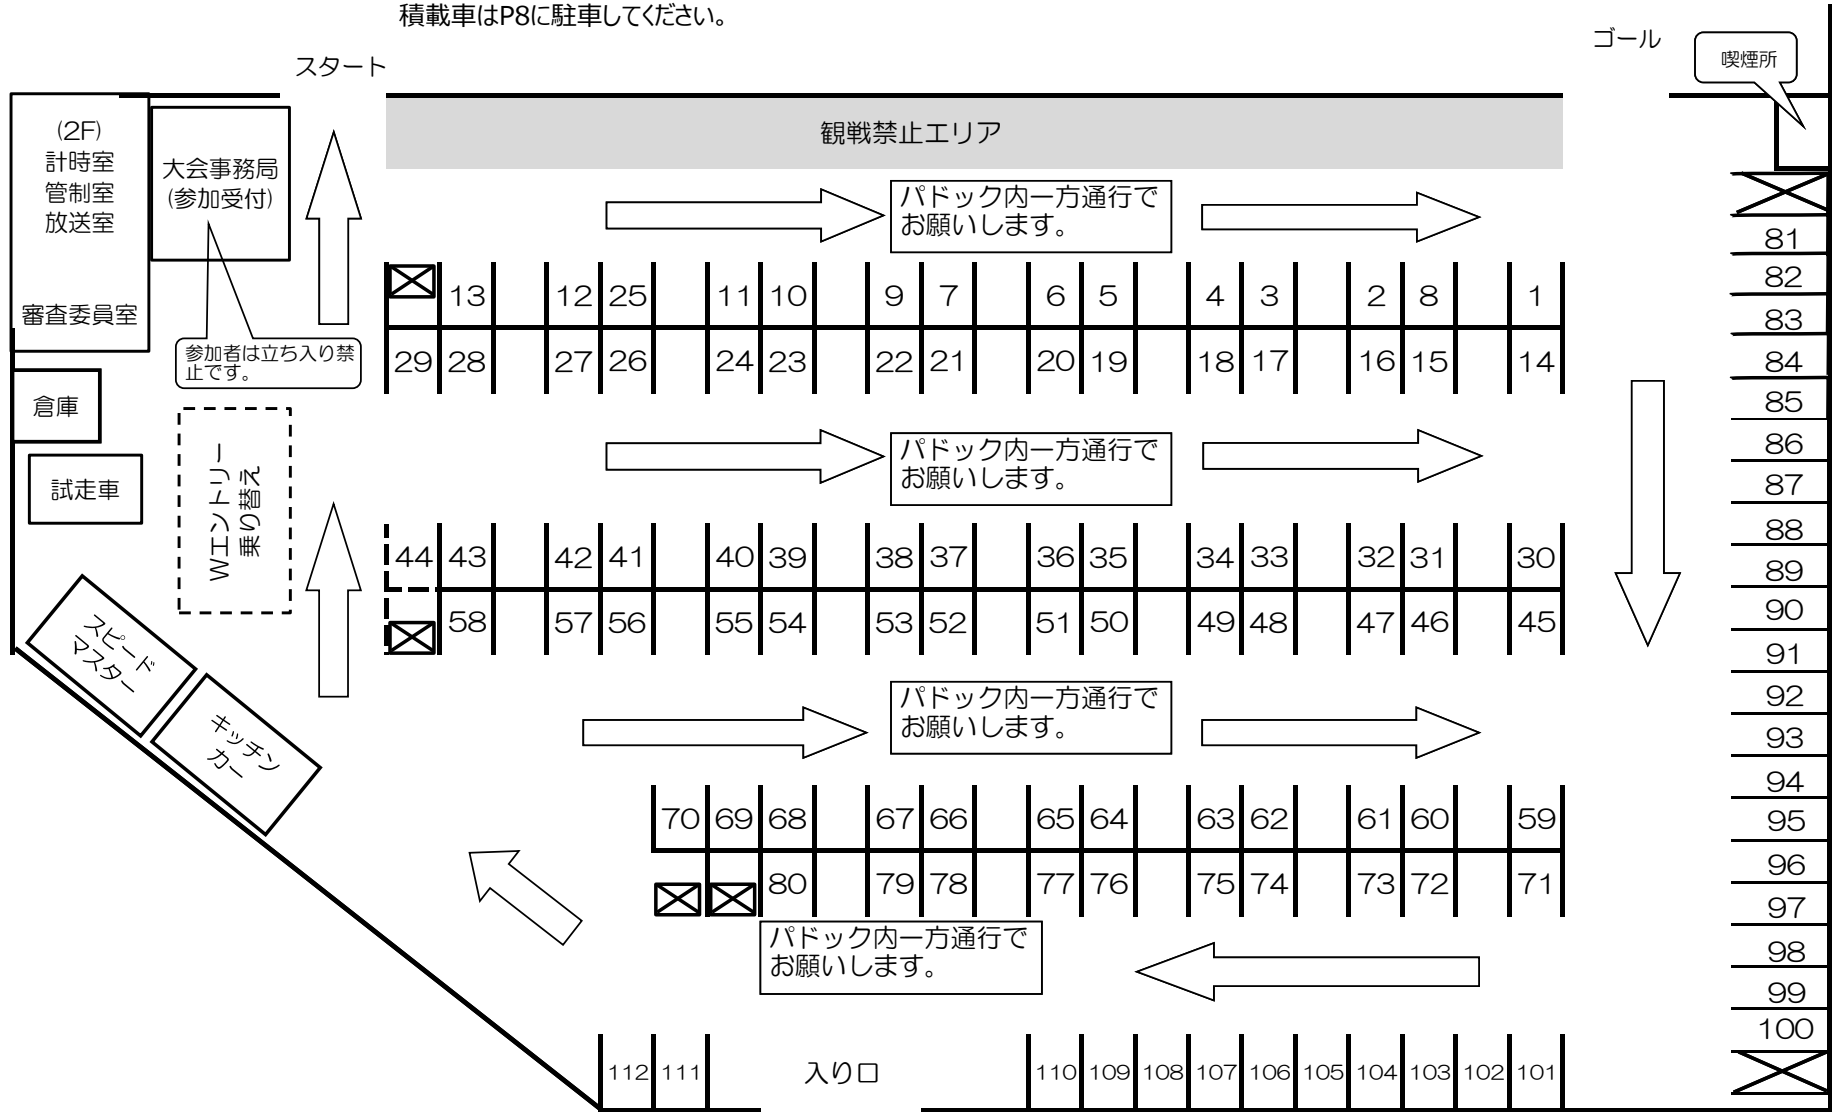 積載車はP8に駐車してください。
ゴール
喫煙所
スタート
(2F)
計時室
管制室
放送室
審査委員室
大会事務局
(参加受付)
観戦禁止エリア
パドック内一方通行で
お願いします。
参加者は立ち入り禁
止です。
13 12 25 11 10 9 7 6 5 4 3 2 8 1
29 28 27 26 24 23 22 21 20 19 18 17 16 15 14
倉庫
試走車
Wエントリー
乗り替え
パドック内一方通行で
お願いします。
44 43 42 41 40 39 38 37 36 35 34 33 32 31 30
58 57 56 55 54 53 52 51 50 49 48 47 46 45
スピード
マスター
キッチン
カー
パドック内一方通行で
お願いします。
70 69 68 67 66 65 64 63 62 61 60 59
80 79 78 77 76 75 74 73 72 71
パドック内一方通行で
お願いします。
112 111
入り口
110 109 108 107 106 105 104 103 102 101
81
82
83
84
85
86
87
88
89
90
91
92
93
94
95
96
97
98
99
100